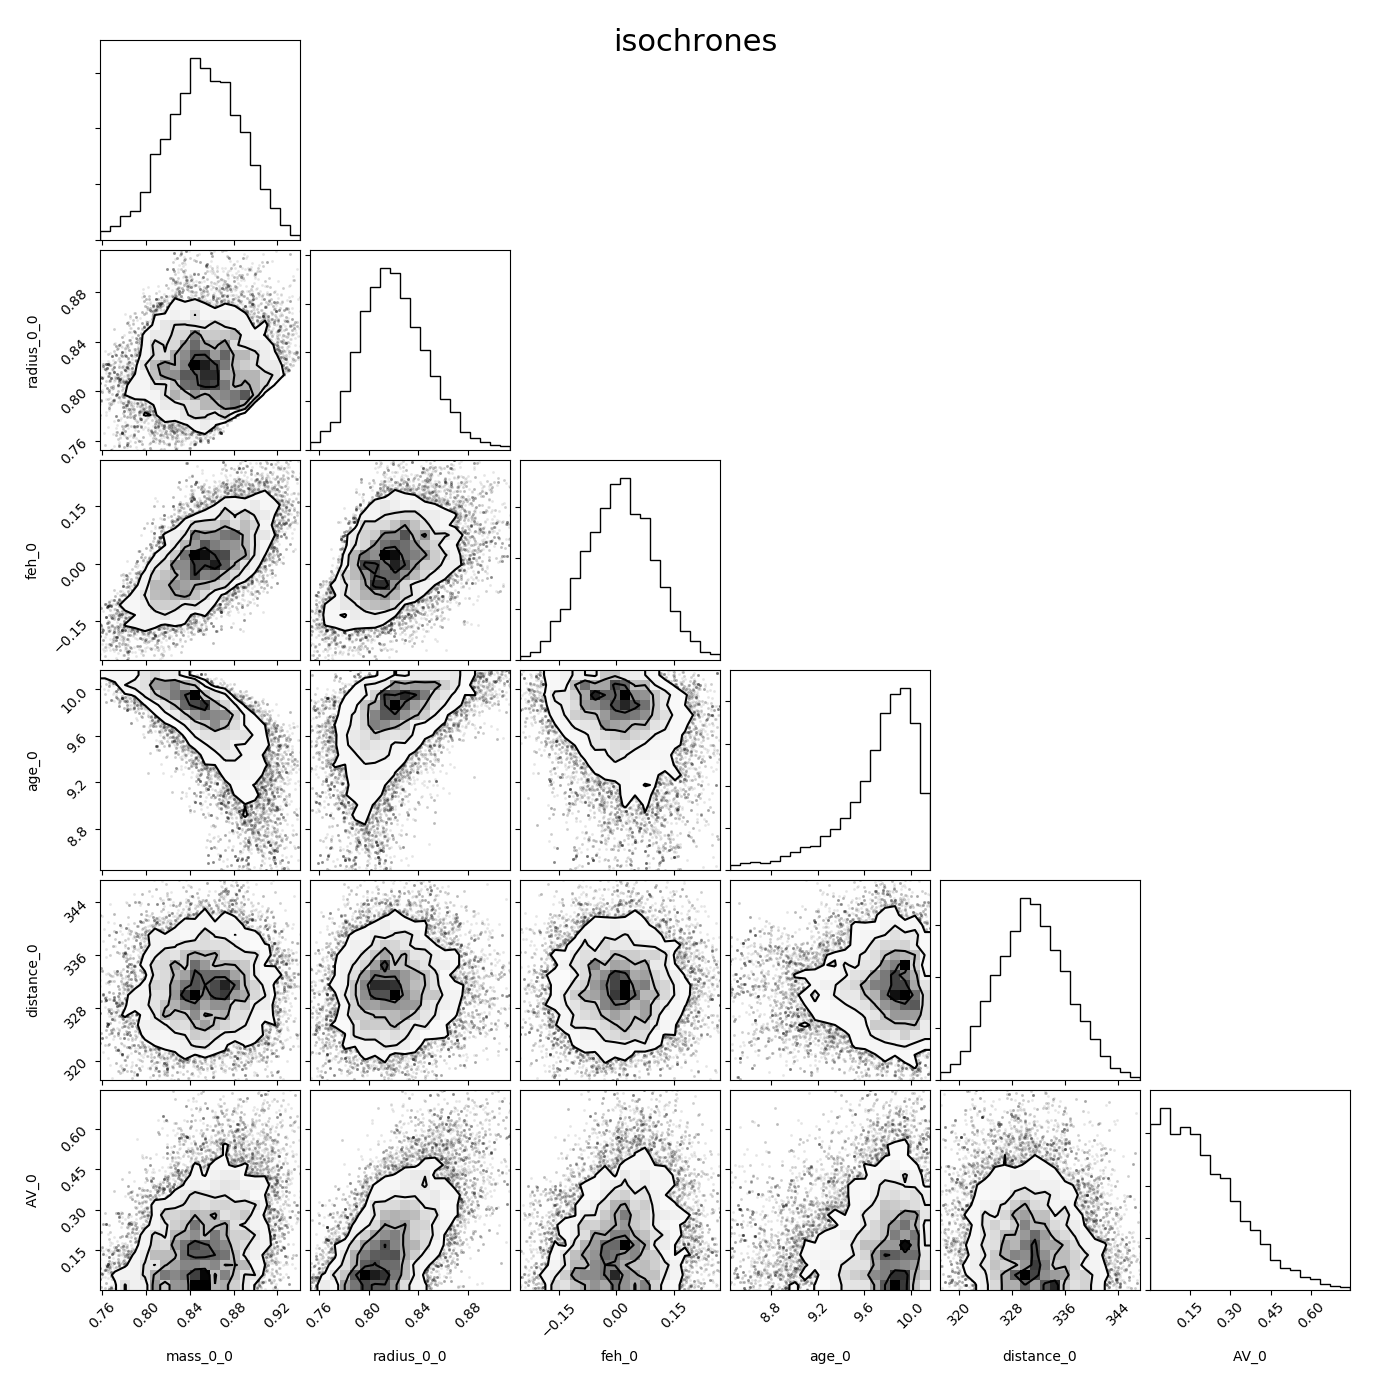 isochrones
radius_0_0
0.88
0.84
0.80
0.76
feh_0
0.15
0.00
−0.15
age_0
10.0
9.6
9.2
8.8
distance_0
344
336
328
320
AV_0
0.60
0.45
0.30
0.15
0.76 0.80 0.84 0.88 0.92
0.76 0.80 0.84 0.88
−0.15 0.00 0.15
8.8 9.2 9.6 10.0
320 328 336 344
0.15 0.30 0.45 0.60
mass_0_0 radius_0_0 feh_0 age_0 distance_0 AV_0